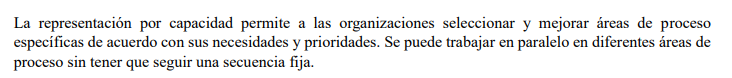 La representación por capacidad permite a las organizaciones seleccionar y mejorar áreas de proceso
específicas de acuerdo con sus necesidades y prioridades. Se puede trabajar en paralelo en diferentes áreas de
proceso sin tener que seguir una secuencia fija.